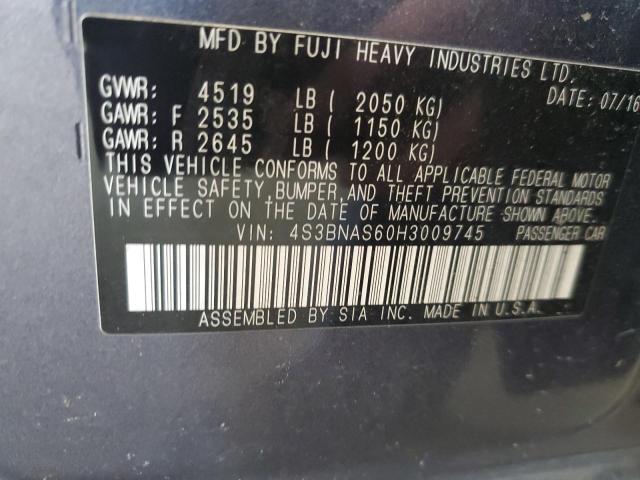 MFD BY FUJI HEAVY INDUSTRIES LTD.
DATE: 07/16
GVWR: 4519 LB ( 2050 KG)
GAWR: F 2535 LB ( 1150 KG)
GAWR: R 2645 LB ( 1200 KG)
THIS VEHICLE CONFORMS TO ALL APPLICABLE FEDERAL MOTOR
VEHICLE SAFETY, BUMPER, AND THEFT PREVENTION STANDARDS
IN EFFECT ON THE DATE OF MANUFACTURE SHOWN ABOVE.
VIN: 4S3BNAS60H3009745 PASSENGER CAR
ASSEMBLED BY SIA INC. MADE IN U.S.A.